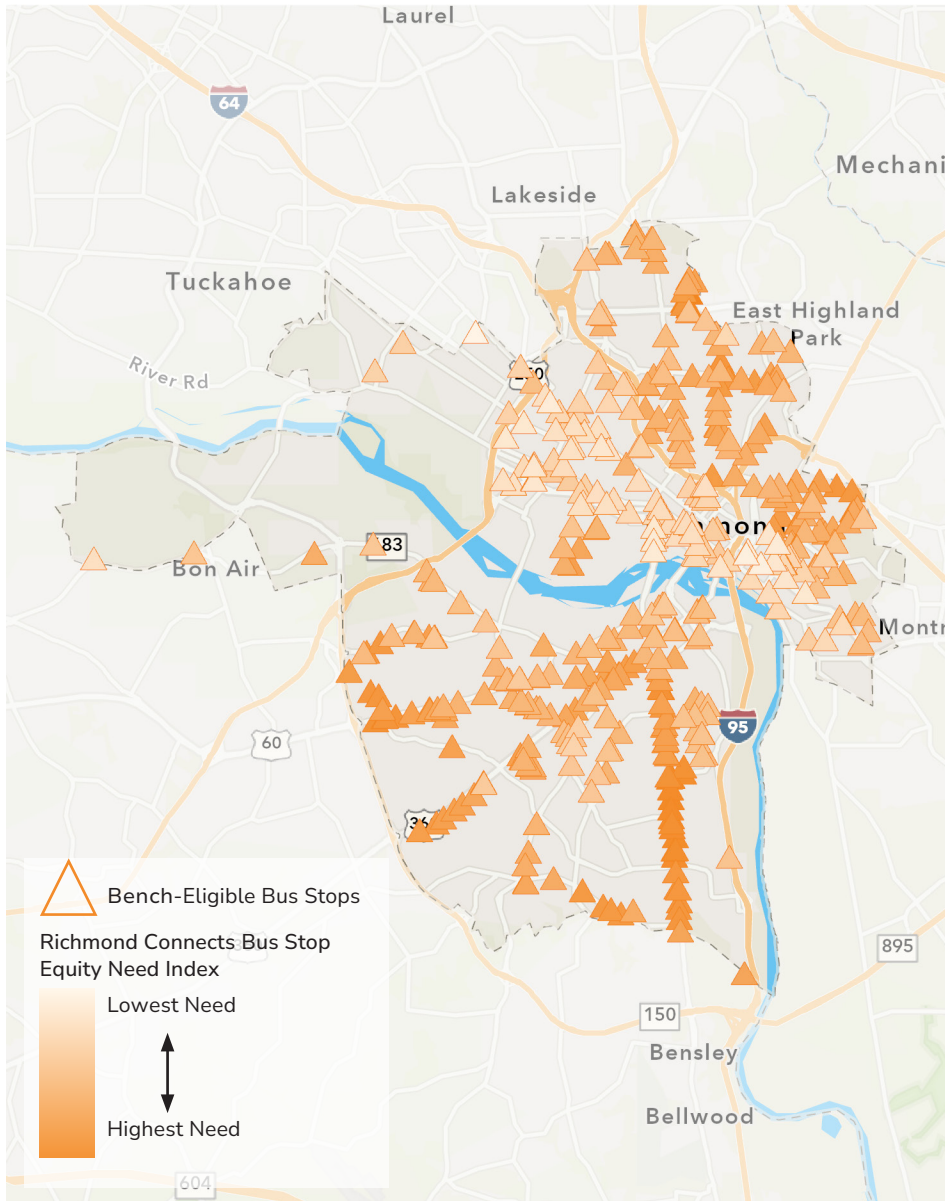 Laurel
64
Mechani
Lakeside
Tuckahoe
East Highland
Park
River Rd
250
Bon Air
Montr
95
60
895
150
Bensley
Bellwood
604
Bench-Eligible Bus Stops
Richmond Connects Bus Stop
Equity Need Index
Lowest Need
Highest Need